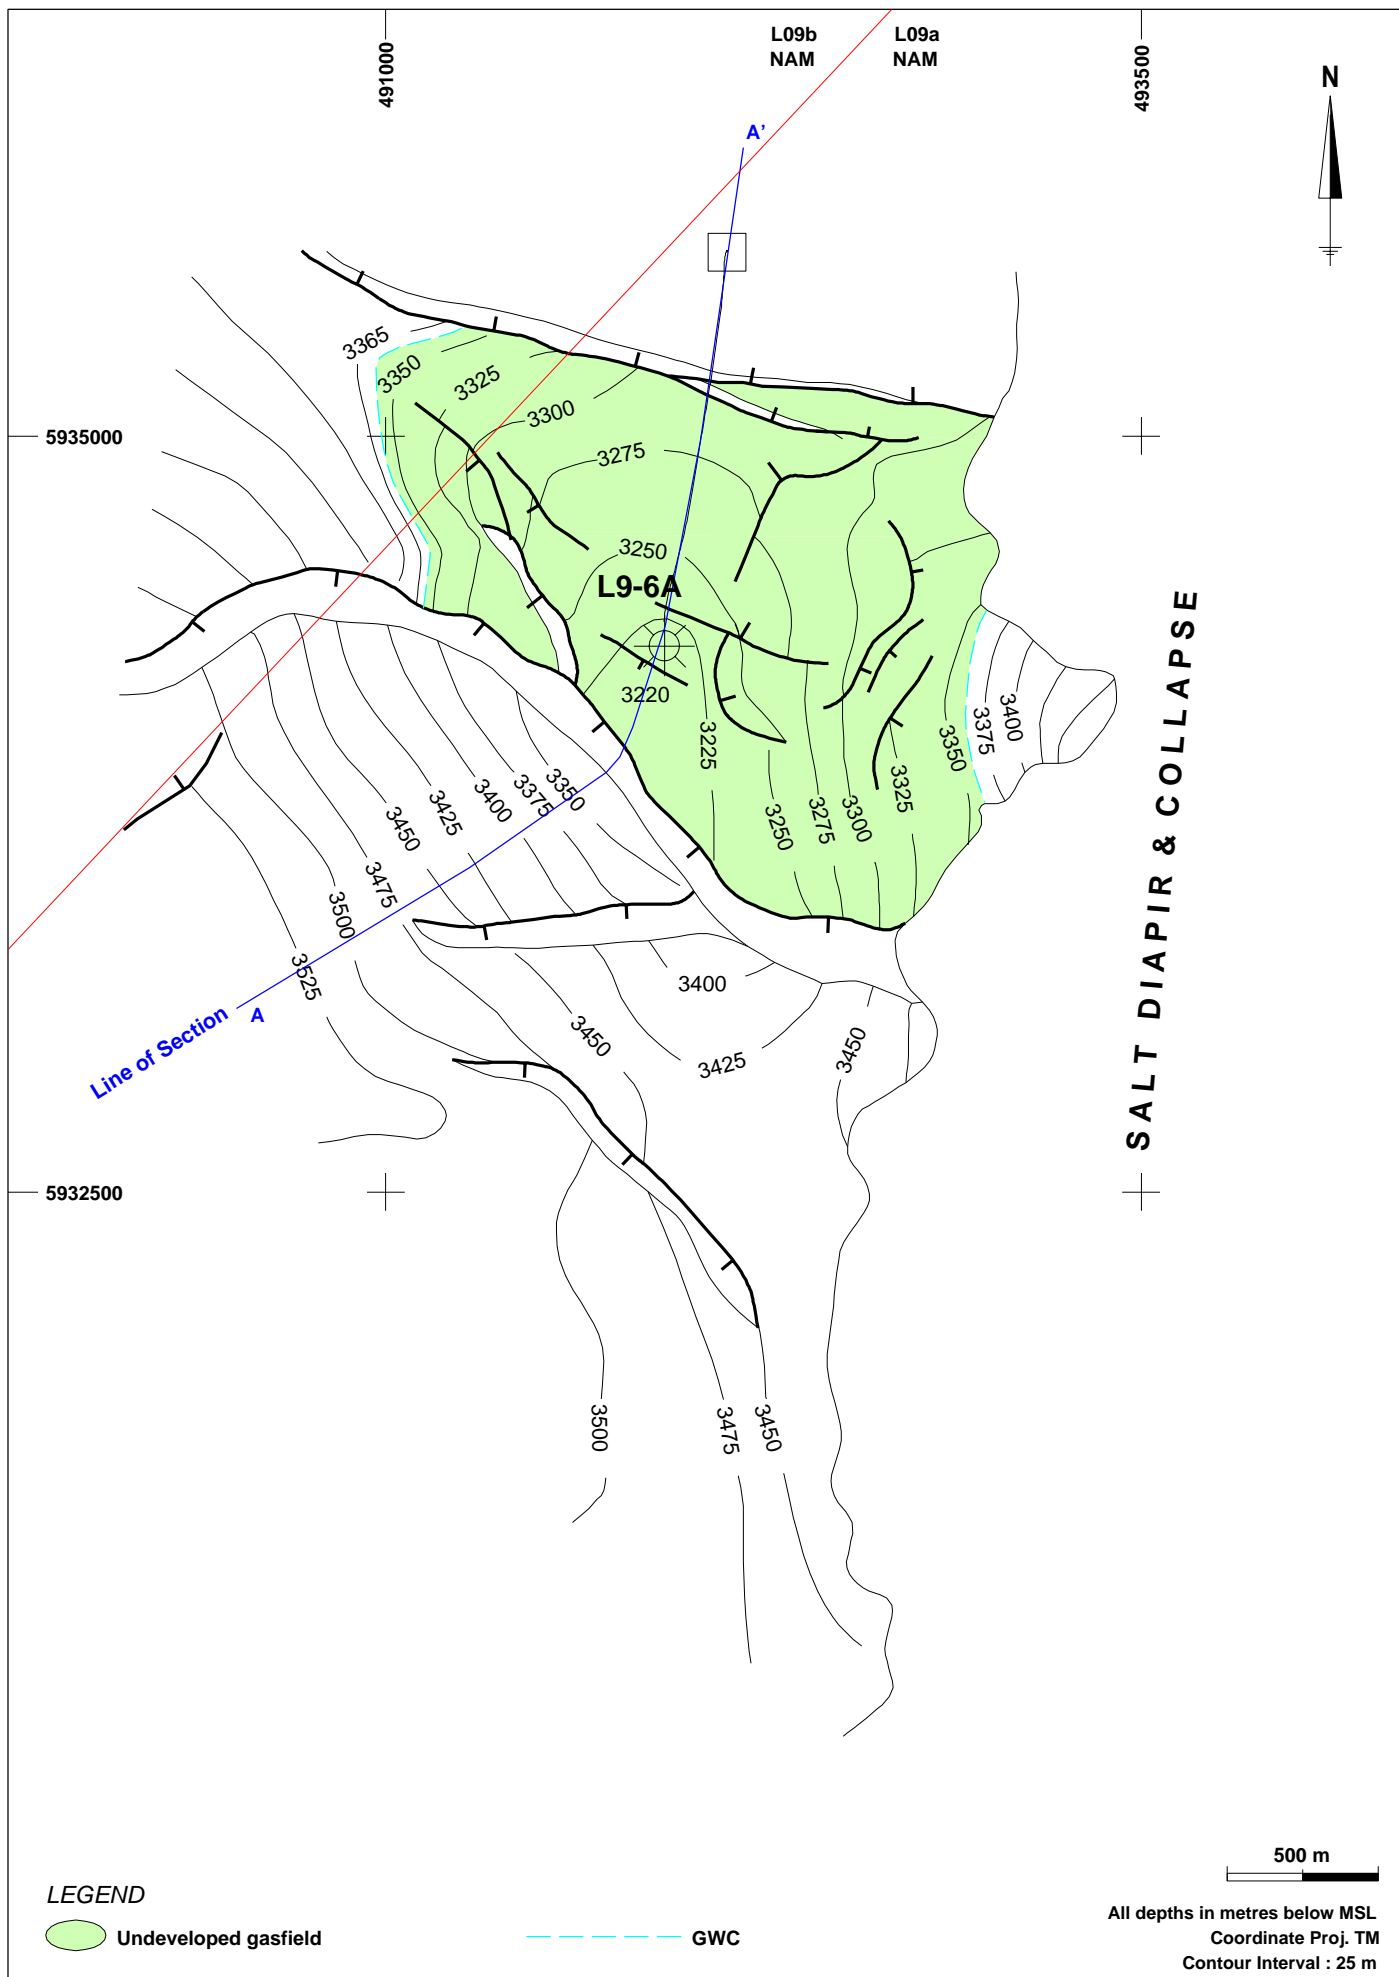 L09b
NAM
L09a
NAM
491000
493500
N
A'
3365
3350
3325
3300
5935000
3275
3250
L9-6A
3220
3225
3250
3275
3300
3325
3350
3375
3400
SALT DIAPIR & COLLAPSE
3350
3375
3400
3425
3450
3475
3500
3525
A
Line of Section
3400
3450
3425
3450
5932500
3500
3475
3450
500 m
LEGEND
Undeveloped gasfield
GWC
All depths in metres below MSL
Coordinate Proj. TM
Contour Interval : 25 m